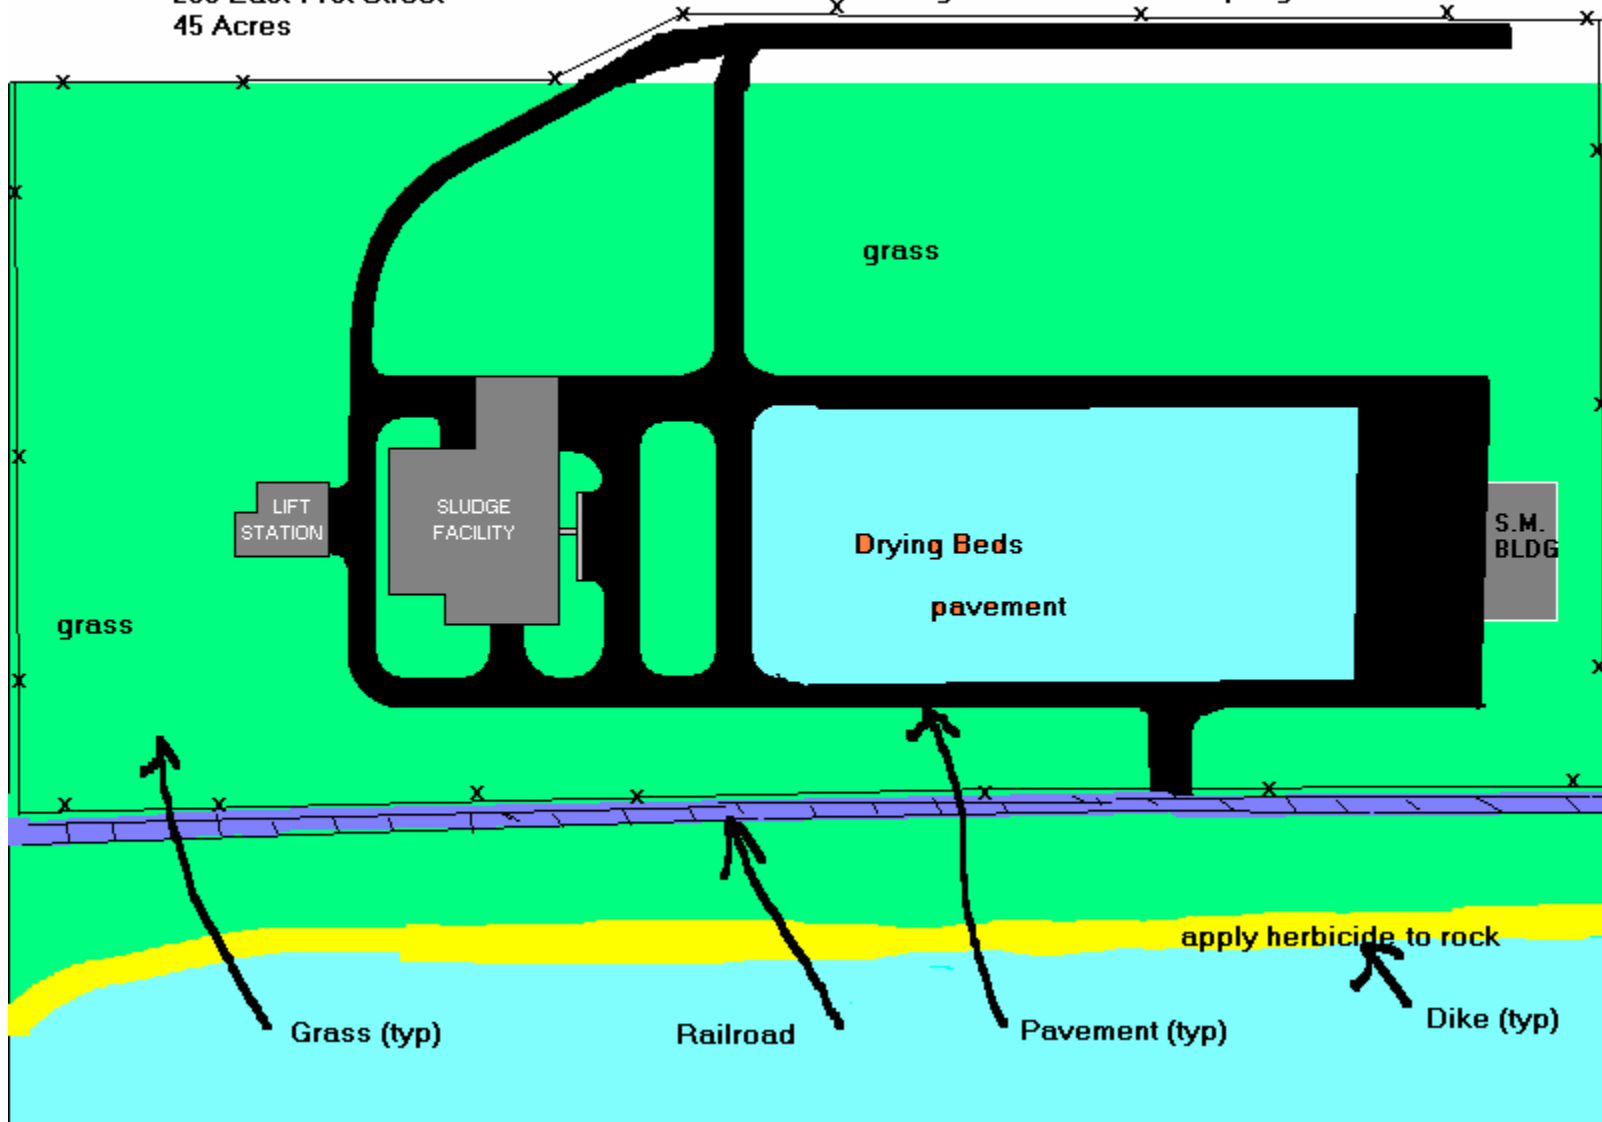 45 Acres
grass
LIFT
STATION
SLUDGE
FACILITY
S.M.
BLDG
Drying Beds
pavement
grass
apply herbicide to rock
Grass (typ)
Railroad
Pavement (typ)
Dike (typ)